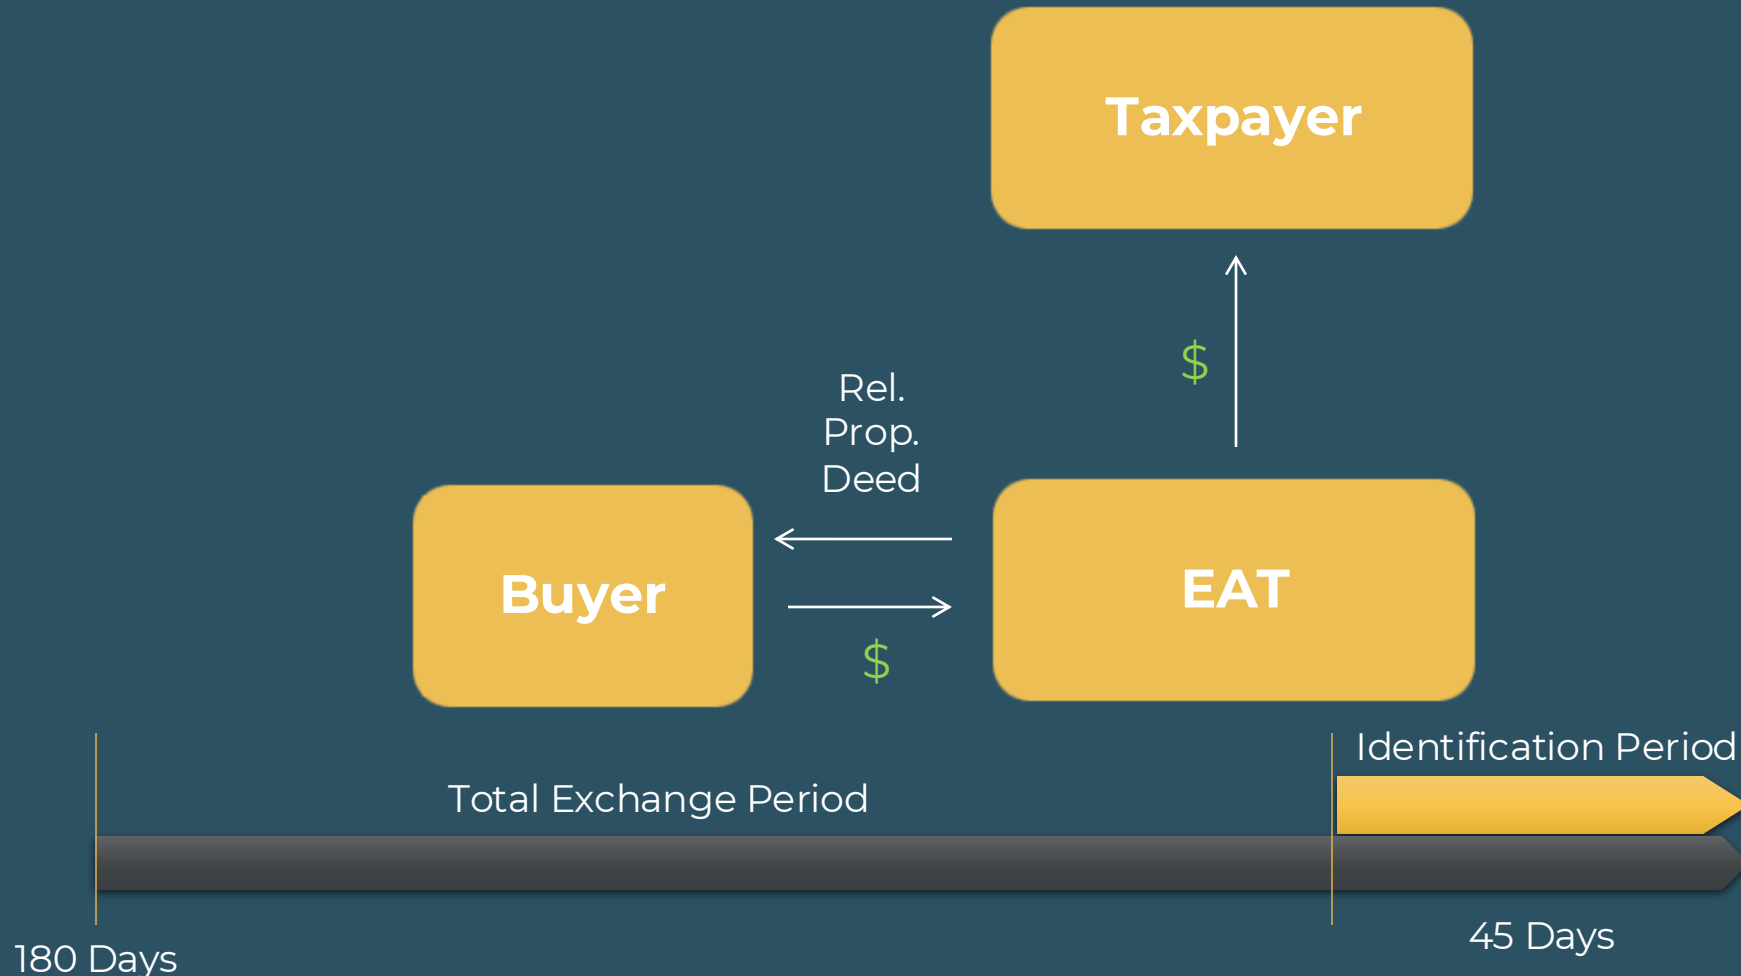 Taxpayer
$
Rel.
Prop.
Deed
Buyer
EAT
$
Identification Period
Total Exchange Period
45 Days
180 Days